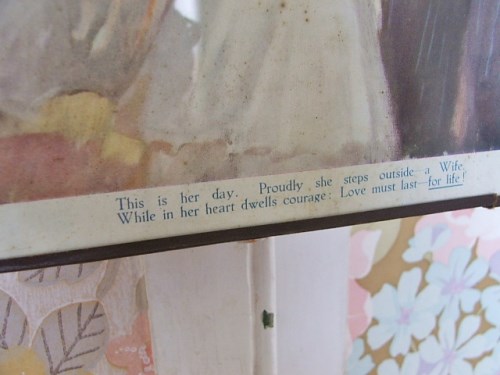 This is her day. Proudly she steps outside a Wife,
While in her heart dwells courage: Love must last—for life!